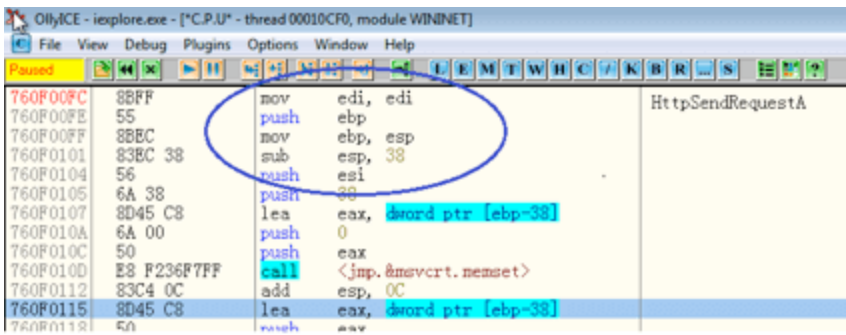 OllyICE - iexplore.exe - [*C.P.U* - thread 00010CF0, module WININET]
File View Debug Plugins Options Window Help
Paused L E M T W H C / K B R ... S ?
760F00FC 8BFF mov edi, edi HttpSendRequestA
760F00FE 55 push ebp
760F00FF 8BEC mov ebp, esp
760F0101 83EC 38 sub esp, 38
760F0104 56 push esi
760F0105 6A 38 push 38
760F0107 8D45 C8 lea eax, dword ptr [ebp-38]
760F010A 6A 00 push 0
760F010C 50 push eax
760F010D E8 F236F7FF call <jmp.&msvcrt.memset>
760F0112 83C4 0C add esp, 0C
760F0115 8D45 C8 lea eax, dword ptr [ebp-38]
760F0118 50 push eax